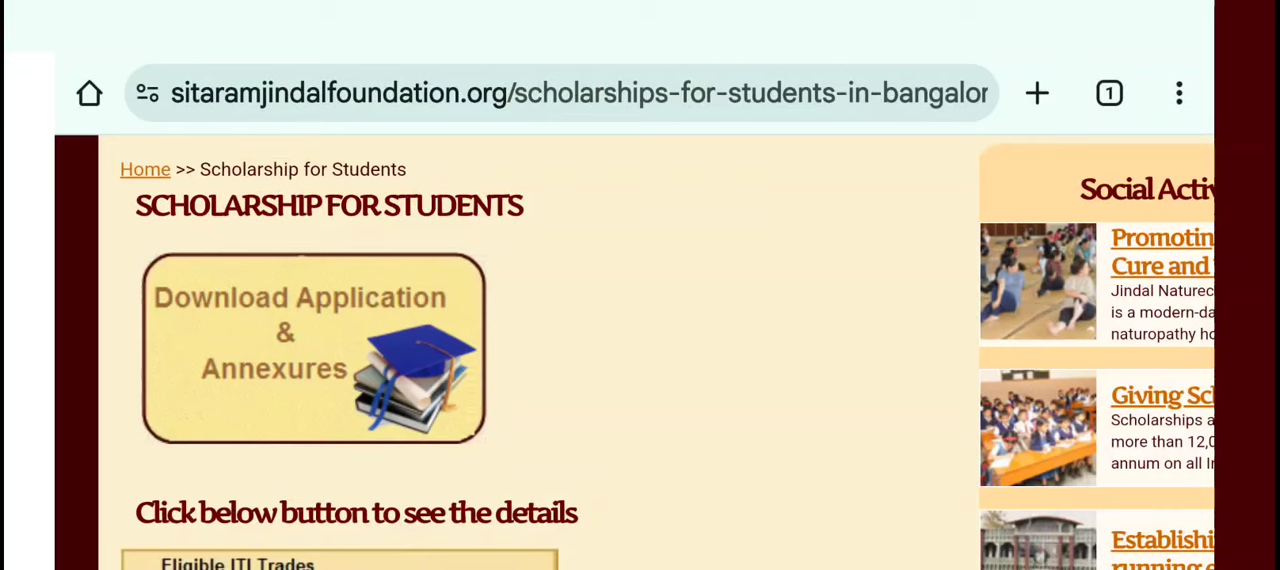 sitaramjindalfoundation.org/scholarships-for-students-in-bangalor
1
Home >> Scholarship for Students
SCHOLARSHIP FOR STUDENTS
Download Application
&
Annexures
Click below button to see the details
Eligible ITI Trades
Social Activ
Promotin
Cure and
Jindal Naturec
is a modern-da
naturopathy ho
Giving Sc
Scholarships a
more than 12,0
annum on all I
Establishi
running e